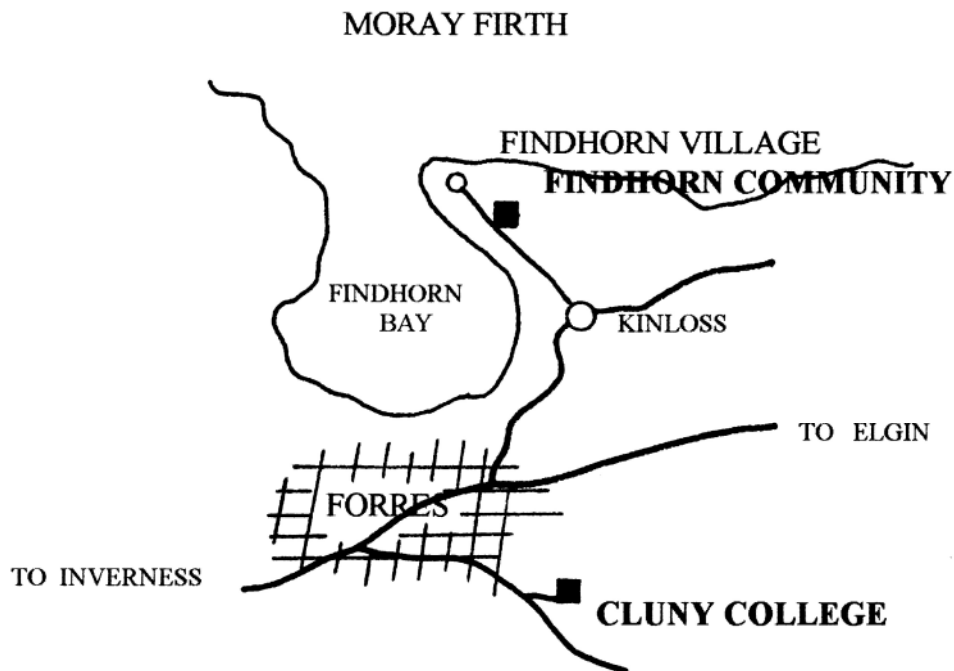 MORAY FIRTH
FINDHORN VILLAGE
FINDHORN COMMUNITY
FINDHORN
BAY
KINLOSS
TO ELGIN
FORRES
TO INVERNESS
CLUNY COLLEGE